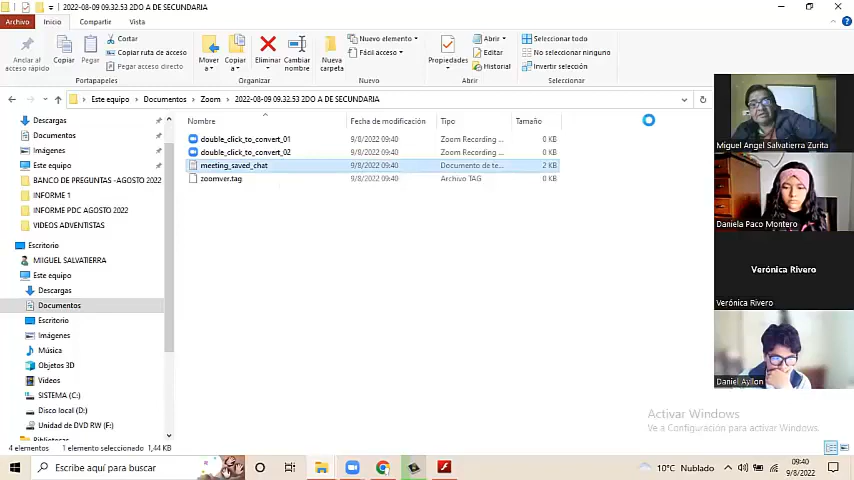 2022-08-09 09.32.53 2DO A DE SECUNDARIA
Archivo
Inicio
Compartir
Vista
Anclar al acceso rápido
Copiar
Pegar
Cortar
Copiar ruta de acceso
Pegar acceso directo
Portapapeles
Mover a
Copiar a
Eliminar
Cambiar nombre
Organizar
Nueva carpeta
Nuevo elemento
Fácil acceso
Nuevo
Propiedades
Abrir
Editar
Historial
Abrir
Seleccionar todo
No seleccionar ninguno
Invertir selección
Seleccionar
Este equipo > Documentos > Zoom > 2022-08-09 09.32.53 2DO A DE SECUNDARIA
Descargas
Documentos
Imágenes
Este equipo
BANCO DE PREGUNTAS -AGOSTO 2022
INFORME 1
INFORME PDC AGOSTO 2022
VIDEOS ADVENTISTAS
Escritorio
MIIGUEL SALVATIERRA
Este equipo
Descargas
Documentos
Escritorio
Imágenes
Música
Objetos 3D
Vídeos
SISTEMA (C:)
Disco local (D:)
Unidad de DVD RW (F:)
Bibliotecas
Nombre Fecha de modificación Tipo Tamaño
double_click_to_convert_01 9/8/2022 09:40 Zoom Recording ... 0 KB
double_click_to_convert_02 9/8/2022 09:40 Zoom Recording ... 0 KB
meeting_saved_chat 9/8/2022 09:40 Documento de te... 2 KB
zoomver.tag 9/8/2022 09:40 Archivo TAG 0 KB
Miguel Angel Salvatierra Zurita
Daniela Paco Montero
Verónica Rivero
Verónica Rivero
Daniel Ayllon
Activar Windows
Ve a Configuración para activar Windows.
4 elementos 1 elemento seleccionado 1,44 KB
Escribe aquí para buscar
10°C Nublado
09:40
9/8/2022